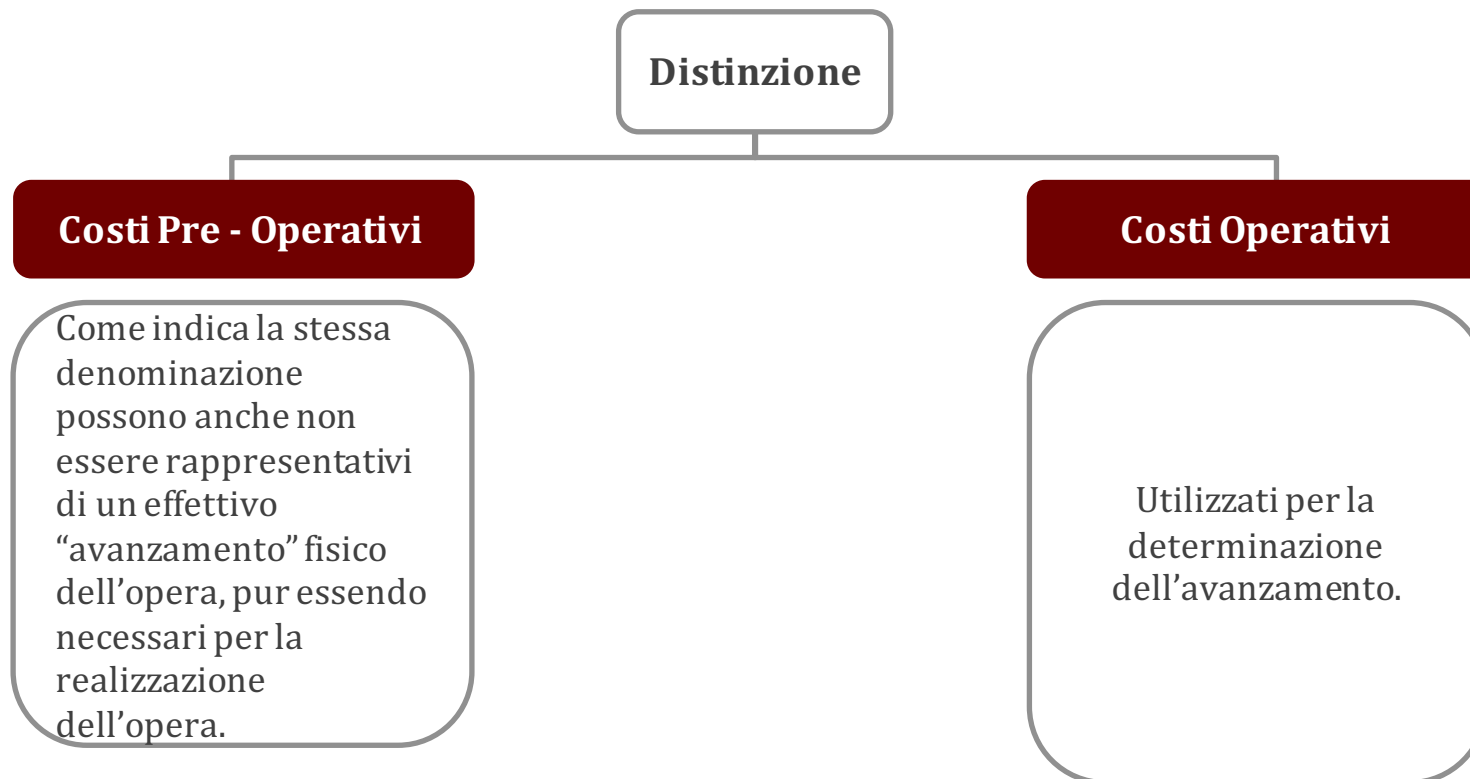 Distinzione
Costi Pre - Operativi
Come indica la stessa
denominazione
possono anche non
essere rappresentativi
di un effettivo
“avanzamento” fisico
dell’opera, pur essendo
necessari per la
realizzazione
dell’opera.
Costi Operativi
Utilizzati per la
determinazione
dell’avanzamento.